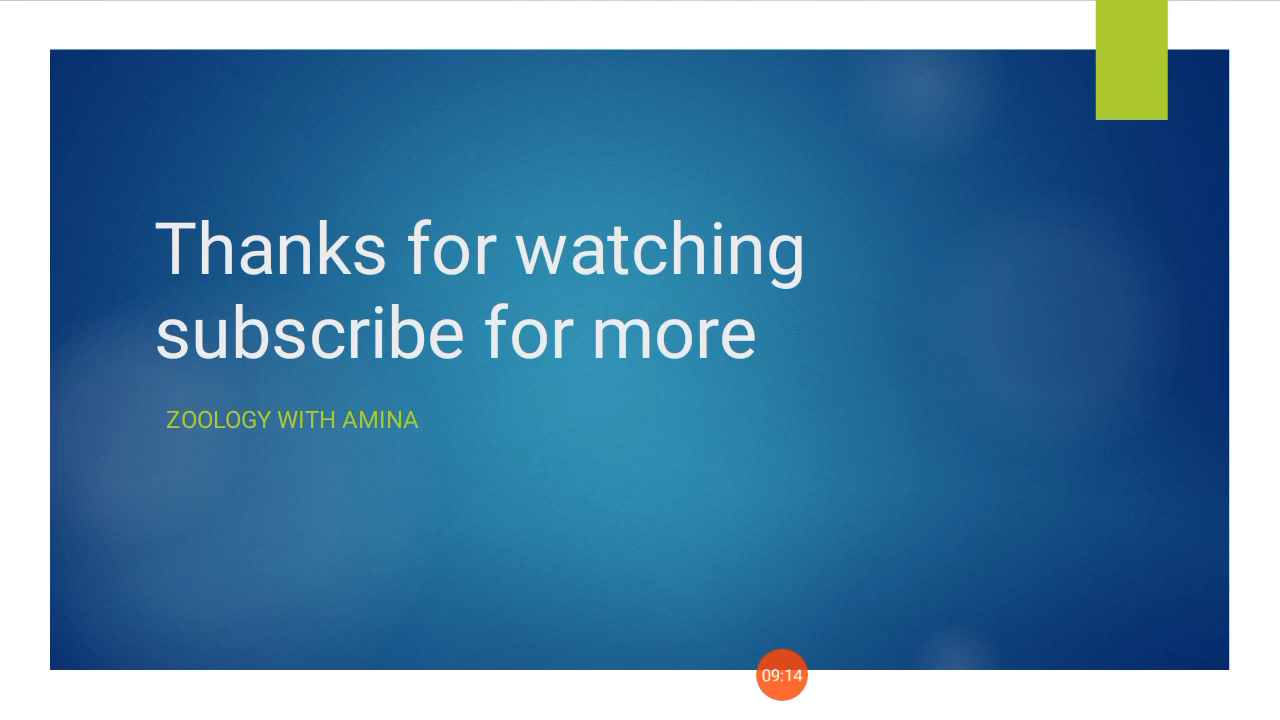 Thanks for watching
subscribe for more
ZOOLOGY WITH AMINA
09:14